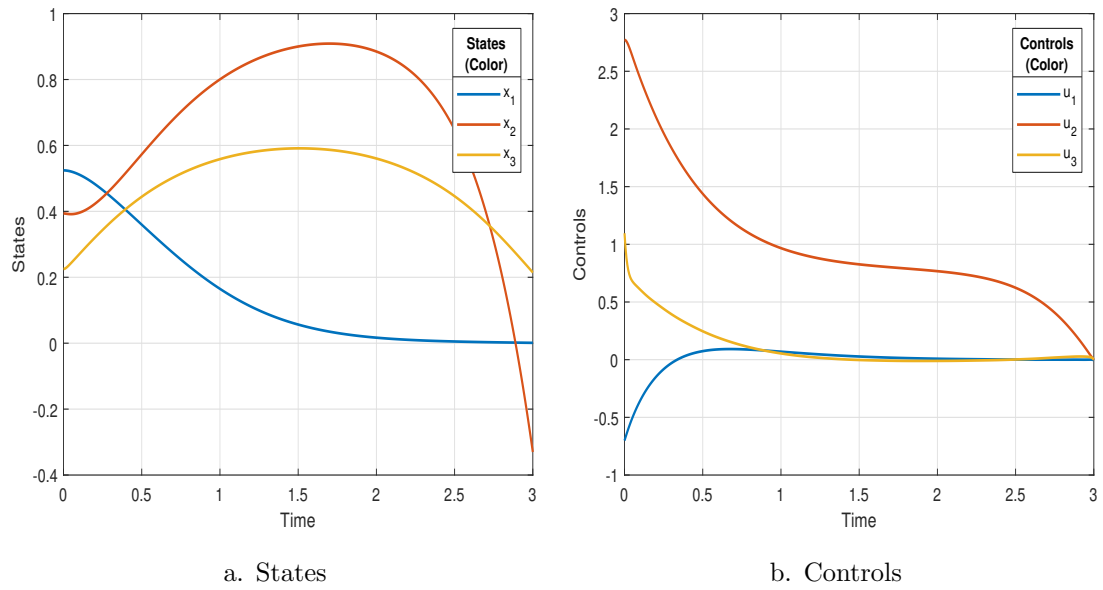 1
0.8
0.6
0.4
0.2
0
-0.2
-0.4
States
0 0.5 1 1.5 2 2.5 3
Time
States
(Color)
x1
x2
x3
a. States
3
2.5
2
1.5
1
0.5
0
-0.5
-1
Controls
0 0.5 1 1.5 2 2.5 3
Time
Controls
(Color)
u1
u2
u3
b. Controls